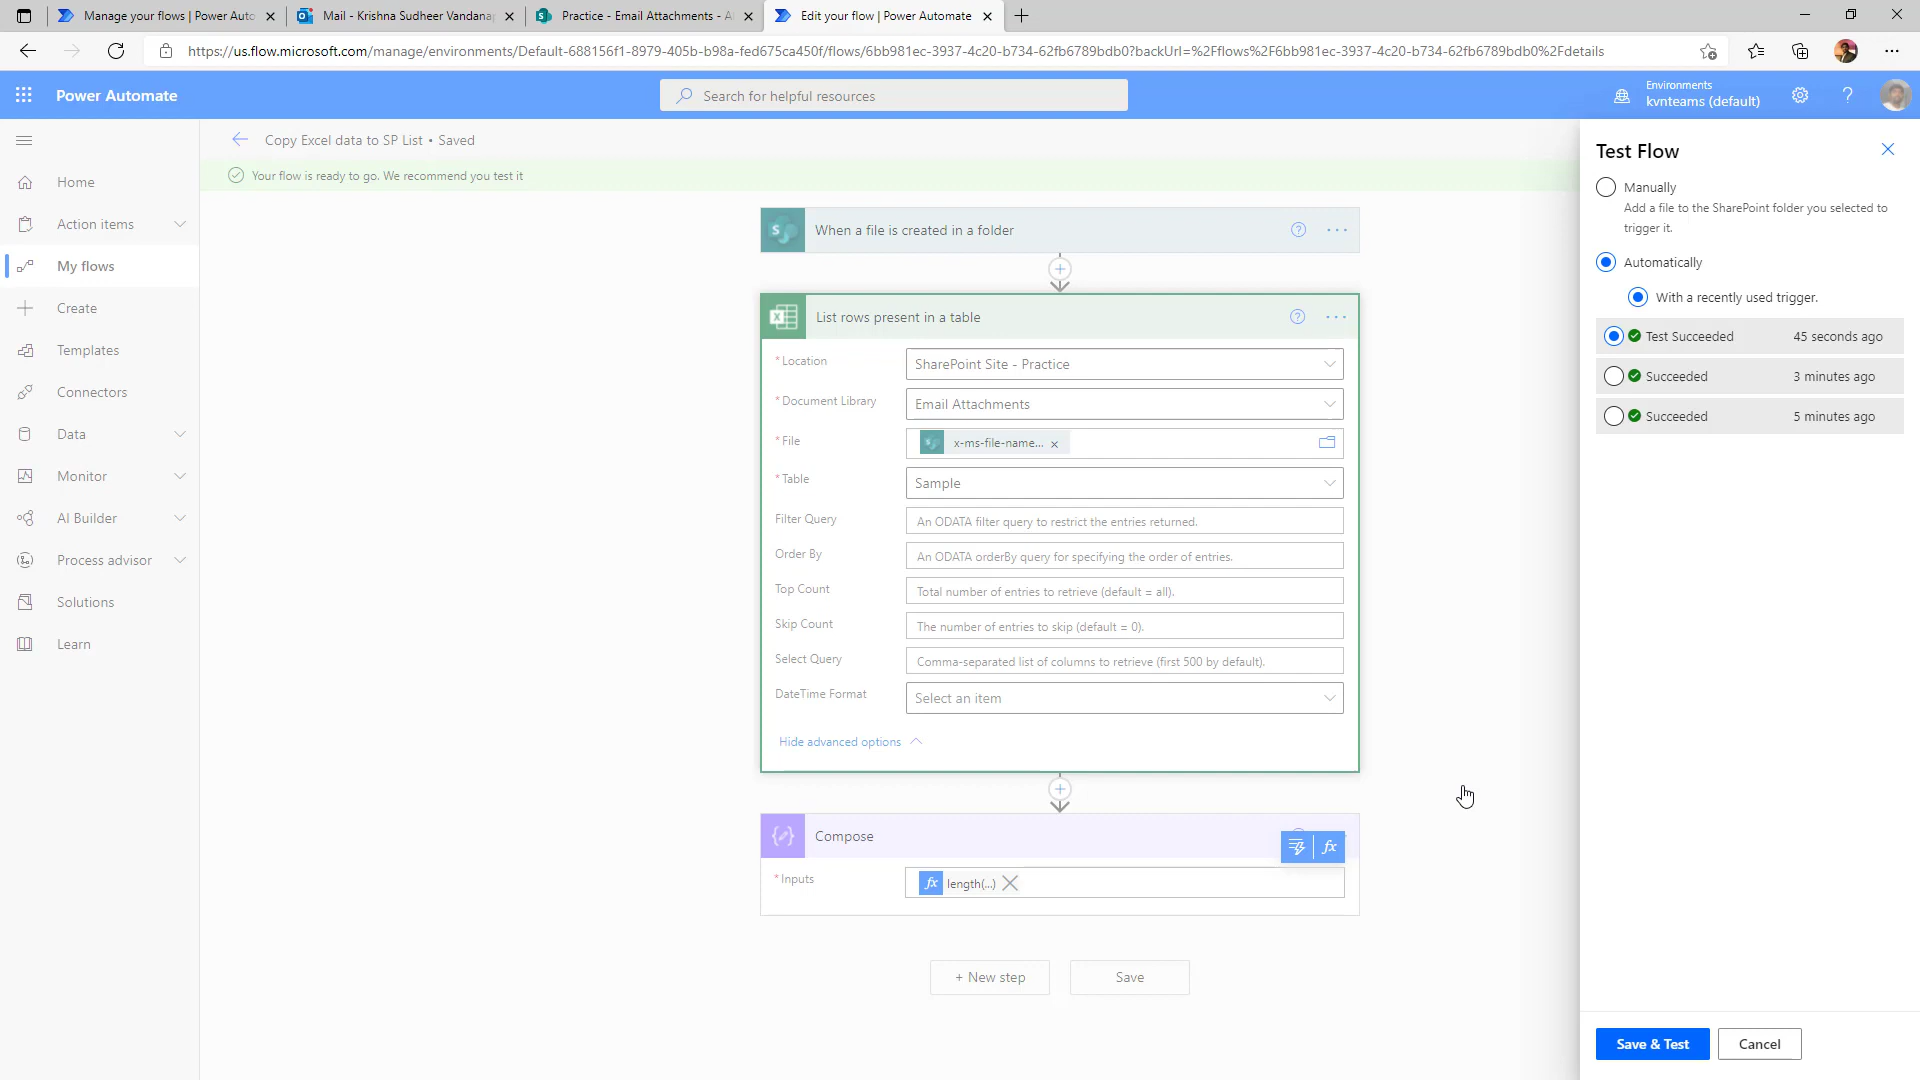 Manage your flows | Power Auto
Mail - Krishna Sudheer Vandana
Practice - Email Attachments - Al
Edit your flow | Power Automate
https://us.flow.microsoft.com/manage/environments/Default-688156f1-8979-405b-b98a-fed675ca450f/flows/6bb981ec-3937-4c20-b734-62fb6789bdb0?backUrl=%2Fflows%2F6bb981ec-3937-4c20-b734-62fb6789bdb0%2Fdetails
Power Automate
Search for helpful resources
Environments
kvnteams (default)
Home
Action items
My flows
Create
Templates
Connectors
Data
Monitor
AI Builder
Process advisor
Solutions
Learn
Copy Excel data to SP List • Saved
Your flow is ready to go. We recommend you test it
When a file is created in a folder
List rows present in a table
* Location
SharePoint Site - Practice
* Document Library
Email Attachments
* File
x-ms-file-name...
* Table
Sample
Filter Query
An ODATA filter query to restrict the entries returned.
Order By
An ODATA orderBy query for specifying the order of entries.
Top Count
Total number of entries to retrieve (default = all).
Skip Count
The number of entries to skip (default = 0).
Select Query
Comma-separated list of columns to retrieve (first 500 by default).
DateTime Format
Select an item
Hide advanced options
Compose
fx
* Inputs
fx length(...)
+ New step
Save
Test Flow
Manually
Add a file to the SharePoint folder you selected to
trigger it.
Automatically
With a recently used trigger.
Test Succeeded 45 seconds ago
Succeeded 3 minutes ago
Succeeded 5 minutes ago
Save & Test
Cancel